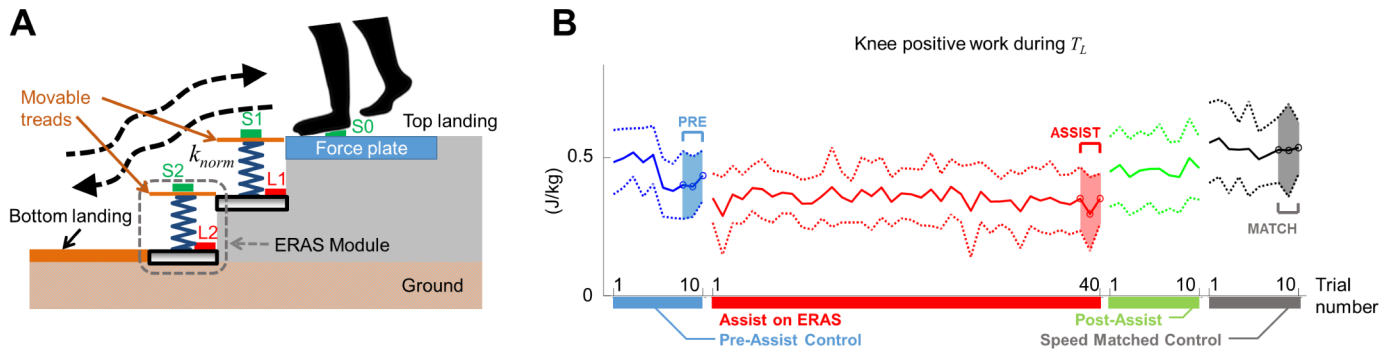 A
Movable
treads
S1
S0
Top landing
k_norm
Force plate
S2
L1
Bottom landing
L2
ERAS Module
Ground
B
Knee positive work during T_L
PRE
ASSIST
0.5
(J/kg)
MATCH
0
1 10 1 40 1 10 1 10
Trial
number
Assist on ERAS
Post-Assist
Pre-Assist Control
Speed Matched Control